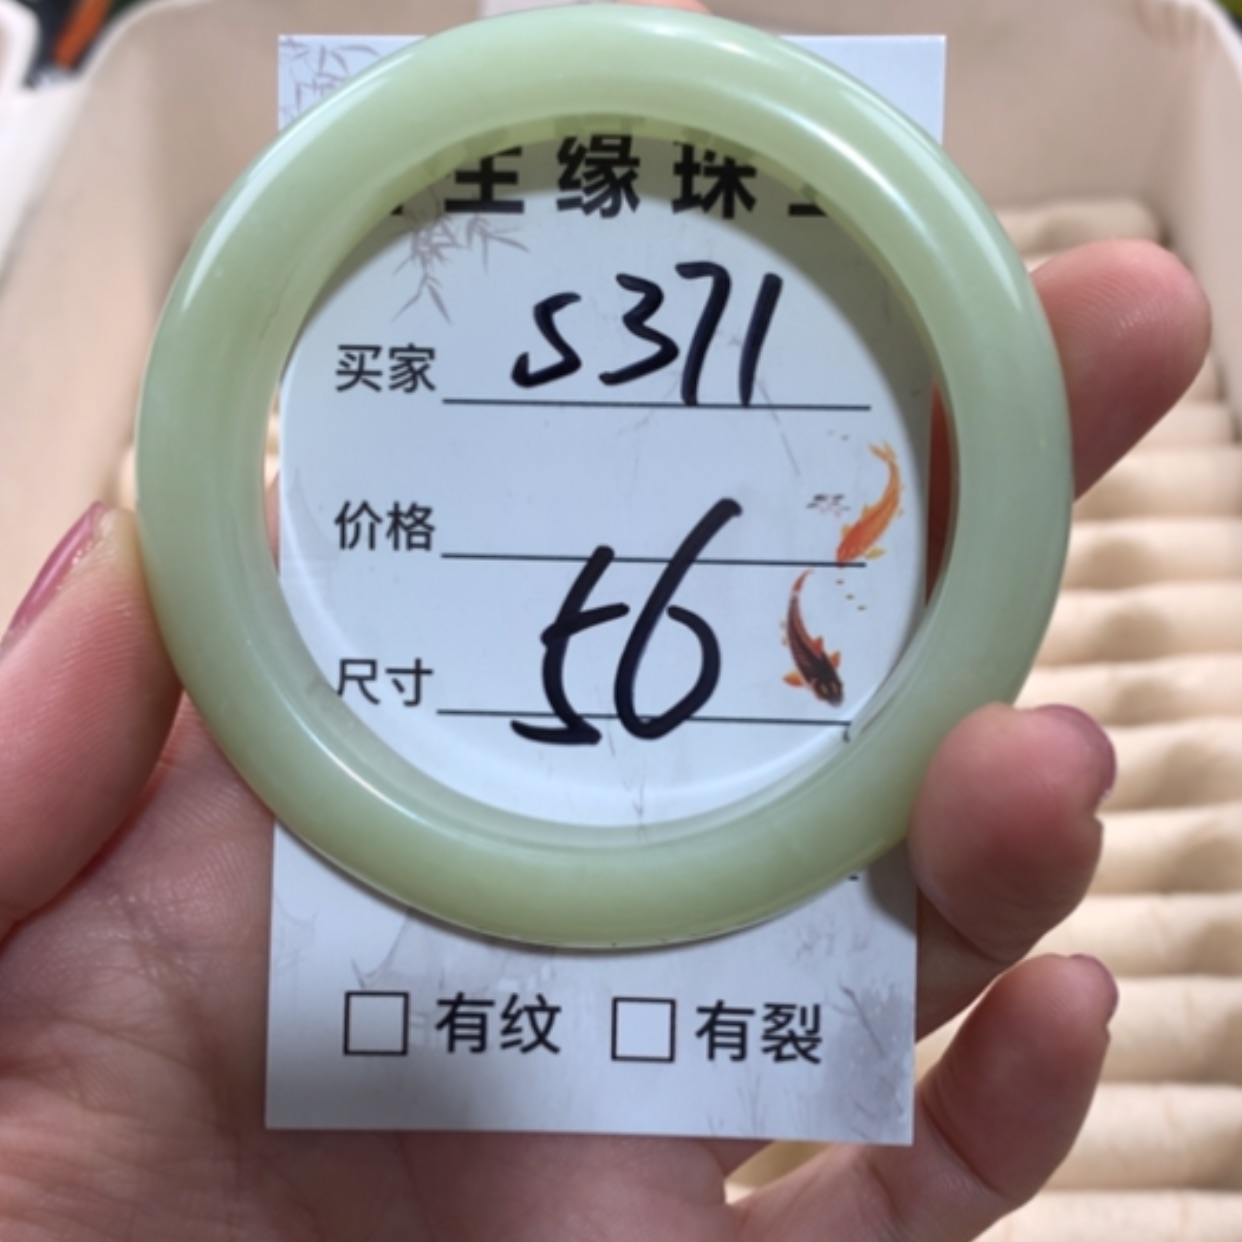 缘珠
买家 S371
价格
尺寸 56
有纹 有裂